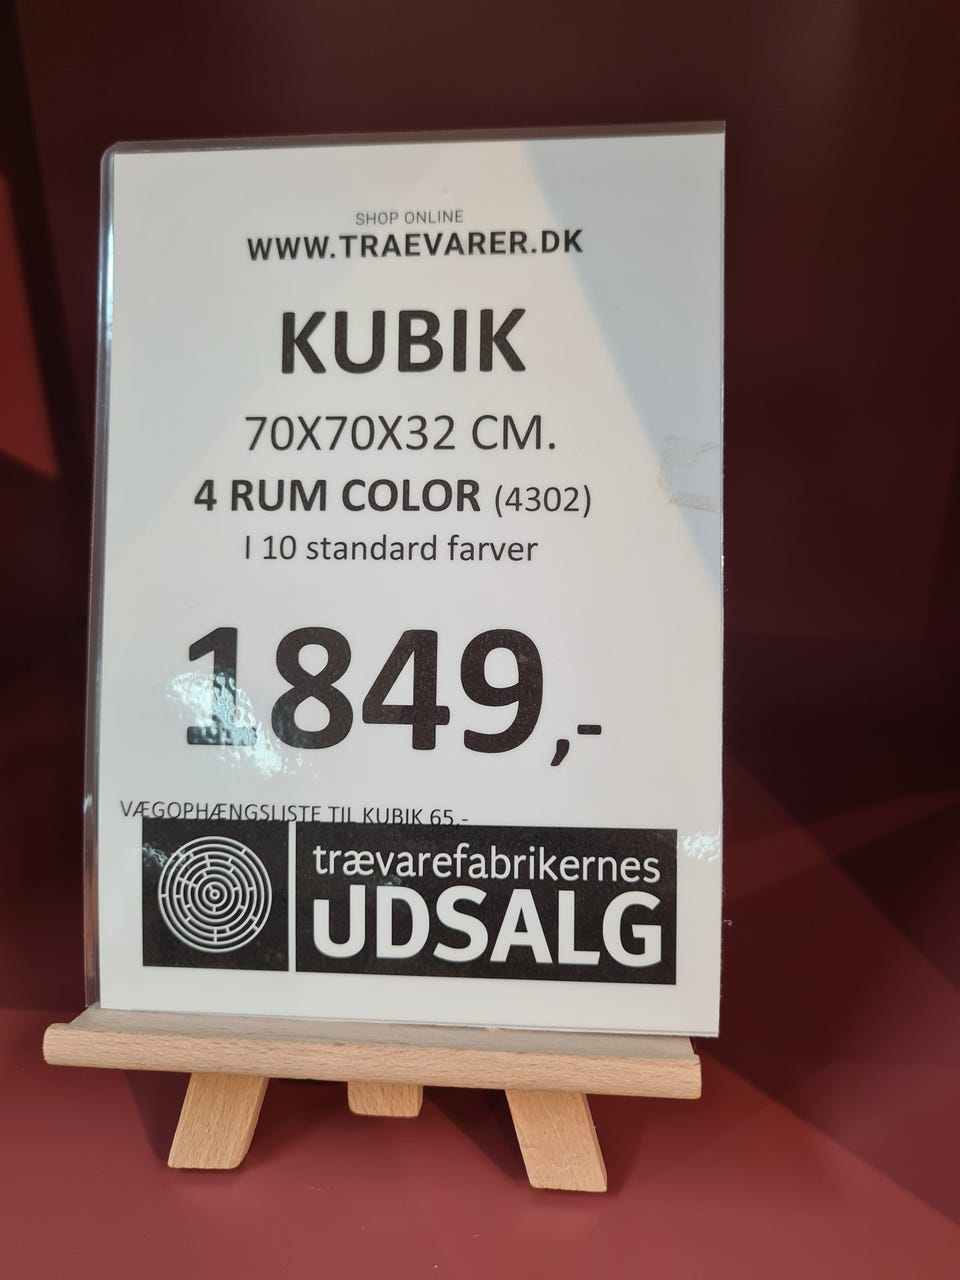 SHOP ONLINE
WWW.TRAEVARER.DK
KUBIK
70X70X32 CM.
4 RUM COLOR (4302)
I 10 standard farver
1849,-
VÆGOPHÆNGSLISTE TIL KUBIK 65,-
trævarefabrikernes
UDSALG